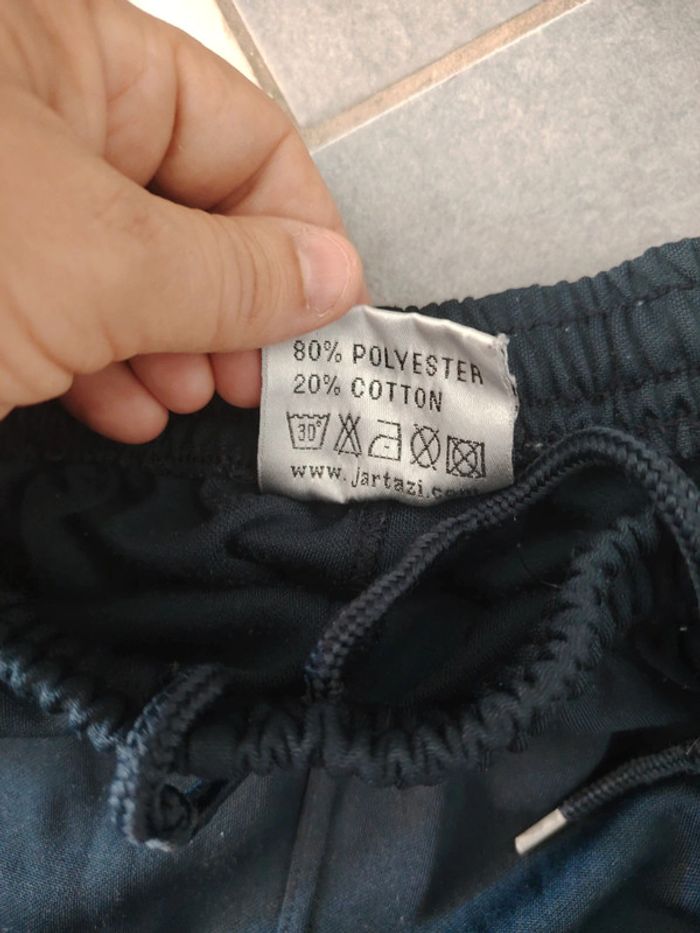 80% POLYESTER
20% COTTON
30°
www.jartazi.com